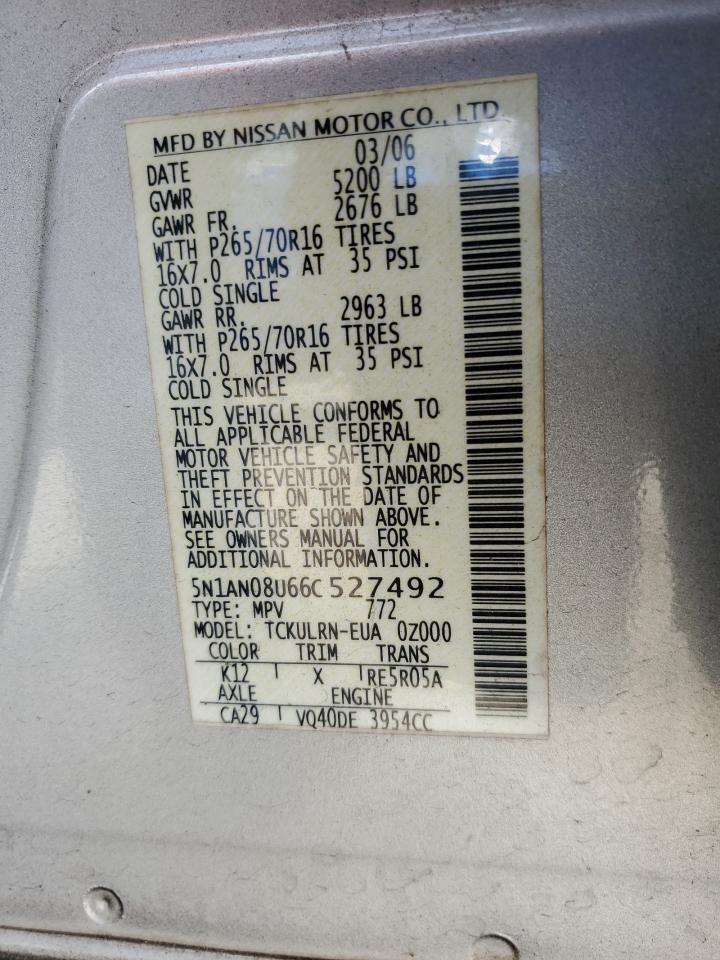 MFD BY NISSAN MOTOR CO., LTD
DATE 03/06
GVWR 5200 LB
GAWR FR. 2676 LB
WITH P265/70R16 TIRES
16X7.0 RIMS AT 35 PSI
COLD SINGLE
GAWR RR. 2963 LB
WITH P265/70R16 TIRES
16X7.0 RIMS AT 35 PSI
COLD SINGLE
THIS VEHICLE CONFORMS TO
ALL APPLICABLE FEDERAL
MOTOR VEHICLE SAFETY AND
THEFT PREVENTION STANDARDS
IN EFFECT ON THE DATE OF
MANUFACTURE SHOWN ABOVE.
SEE OWNERS MANUAL FOR
ADDITIONAL INFORMATION.
5N1AN08U66C527492
TYPE: MPV 772
MODEL: TCKULRN-EUA 0Z000
COLOR TRIM TRANS
K12 X RE5R05A
AXLE ENGINE
CA29 VQ40DE 3954CC